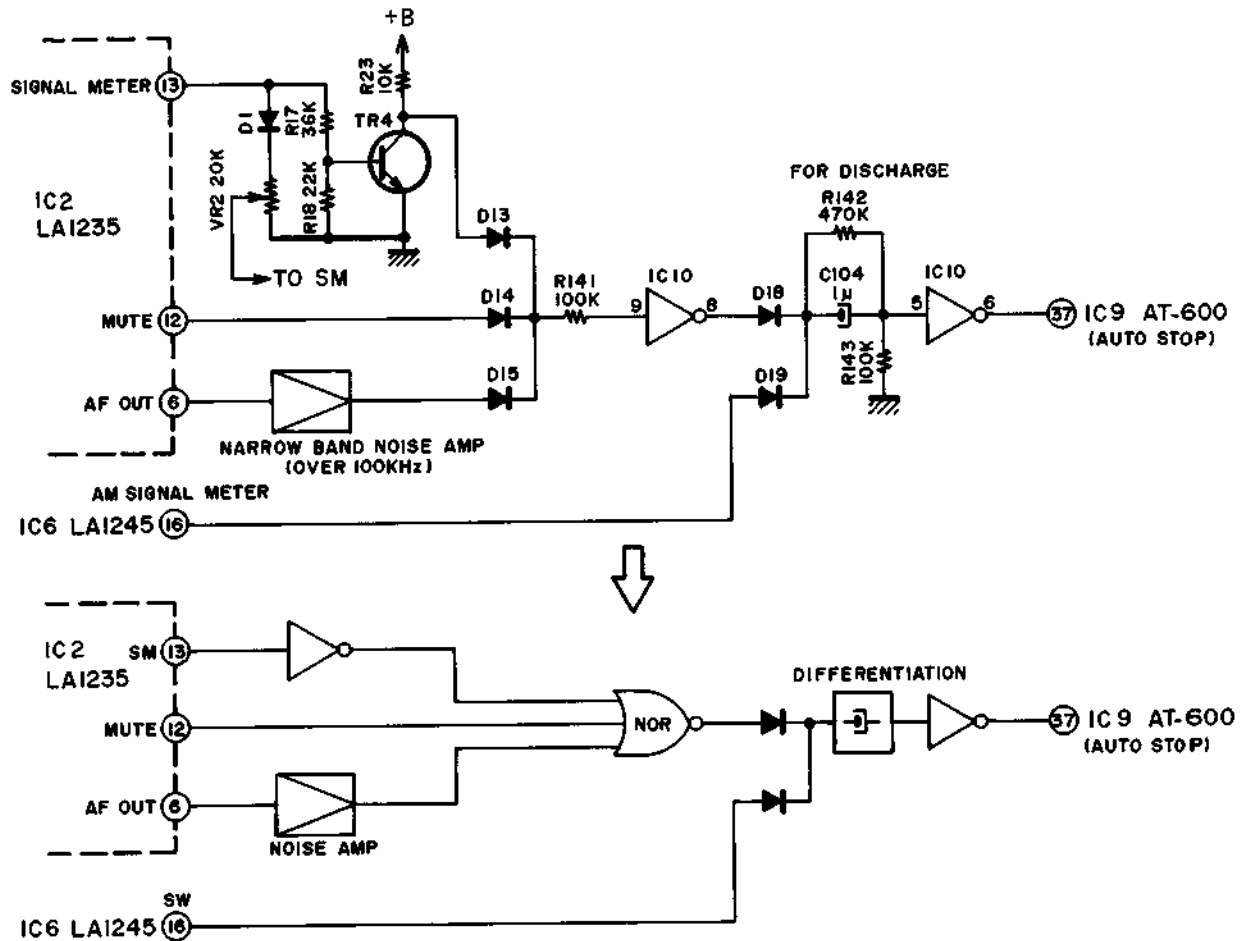 +B
SIGNAL METER 13
D1
R17 36K
R23 10K
TR4
IC2
LA1235
VR2 20K
R18 22K
TO SM
D13
FOR DISCHARGE
R142
470K
R141
100K
IC10
9
8
D18
C104
1μ
5
IC10
6
37 IC9 AT-600
(AUTO STOP)
MUTE 12
D14
R143
100K
D15
D19
AF OUT 6
NARROW BAND NOISE AMP
(OVER 100KHz)
AM SIGNAL METER
IC6 LA1245 16
IC2
LA1235
SM 13
DIFFERENTIATION
MUTE 12
NOR
37 IC9 AT-600
(AUTO STOP)
AF OUT 6
NOISE AMP
SW
IC6 LA1245 16